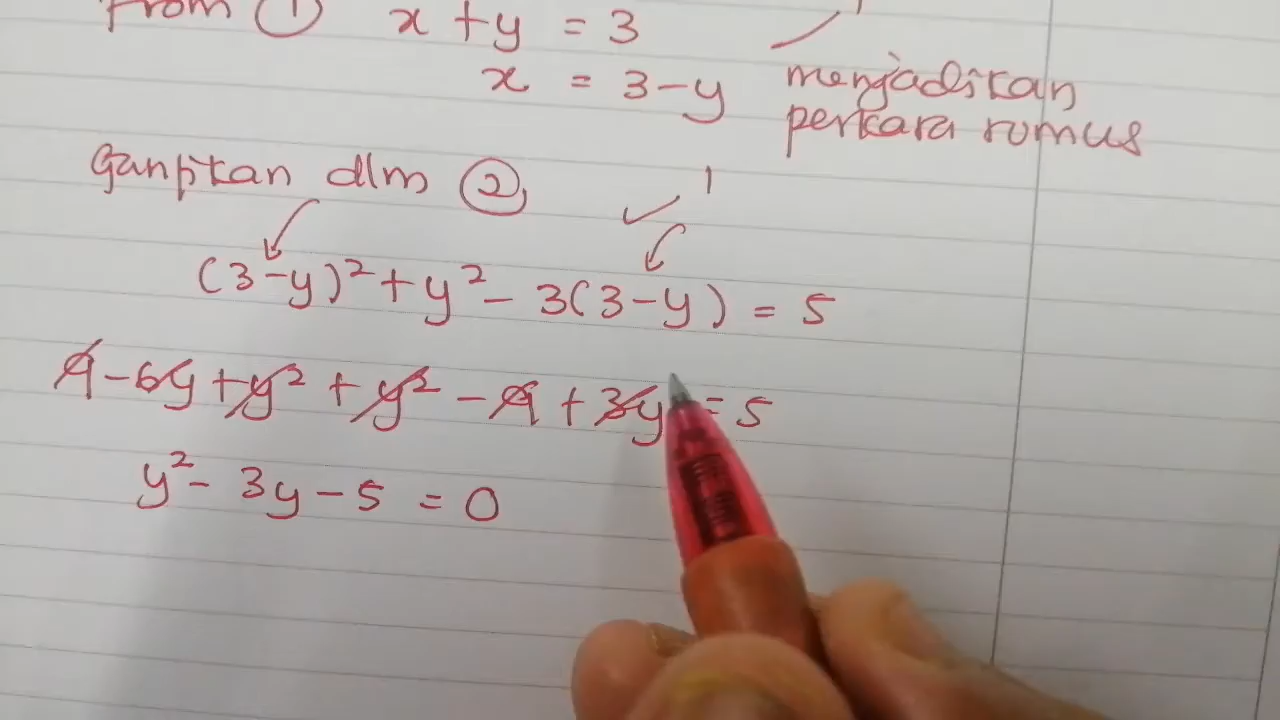 From ① x + y = 3
x = 3 - y menjadikan
perkara rumus
Gantikan dlm ②
✓ 1
(3-y)² + y² - 3(3-y) = 5
9 - 6y + y² + y² - 9 + 3y = 5
y² - 3y - 5 = 0